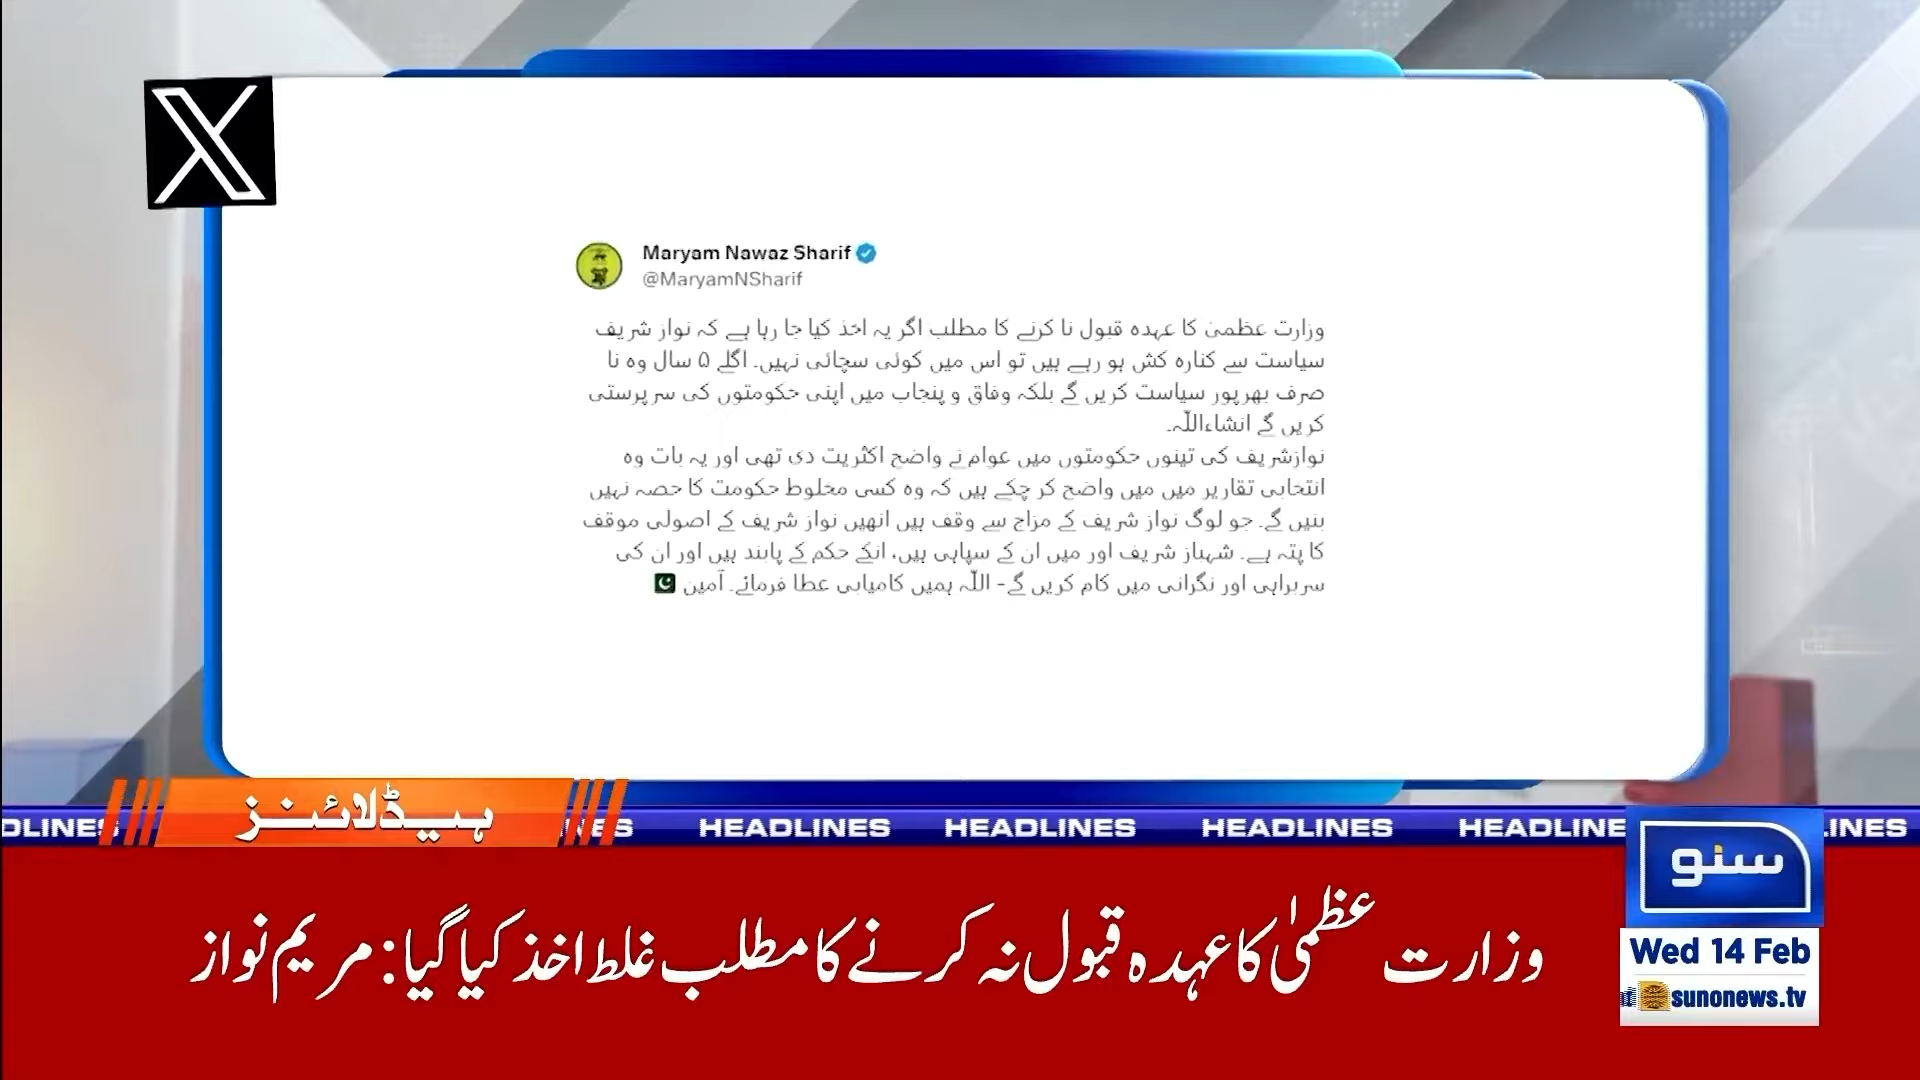 X
Maryam Nawaz Sharif
@MaryamNSharif
وزارت عظمیٰ کا عہدہ قبول نا کرنے کا مطلب اگر یہ اخذ کیا جا رہا ہے کہ نواز شریف
سیاست سے کنارہ کش ہو رہے ہیں تو اس میں کوئی سچائی نہیں۔ اگلے ۵ سال وہ نا
صرف بھرپور سیاست کریں گے بلکہ وفاق و پنجاب میں اپنی حکومتوں کی سرپرستی
کریں گے انشاءاللّہ۔
نوازشریف کی تینوں حکومتوں میں عوام نے واضح اکثریت دی تھی اور یہ بات وہ
انتخابی تقاریر میں میں واضح کر چکے ہیں کہ وہ کسی مخلوط حکومت کا حصہ نہیں
بنیں گے۔ جو لوگ نواز شریف کے مزاج سے وقف ہیں انھیں نواز شریف کے اصولی موقف
کا پتہ ہے۔ شہباز شریف اور میں ان کے سپاہی ہیں، انکے حکم کے پابند ہیں اور ان کی
سربراہی اور نگرانی میں کام کریں گے- اللّہ ہمیں کامیابی عطا فرمائے۔ آمین 🇵🇰
ہیڈلائنز
DLINES NES HEADLINES HEADLINES HEADLINES HEADLINE LINES
سنو
وزارت عظمیٰ کا عہدہ قبول نہ کرنے کا مطلب غلط اخذ کیا گیا: مریم نواز
Wed 14 Feb
sunonews.tv